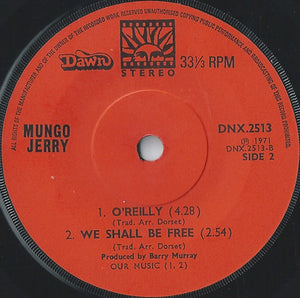 ALL RIGHTS OF THE MANUFACTURER AND OF THE OWNER OF THE RECORDED WORK RESERVED UNAUTHORISED COPYING PUBLIC PERFORMANCE AND BROADCASTING OF THIS RECORD PROHIBITED
Dawn
STEREO
33⅓ RPM
MUNGO
JERRY
DNX.2513
℗ 1971
DNX.2513-B
SIDE 2
1. O'REILLY (4.28)
(Trad. Arr. Dorset)
2. WE SHALL BE FREE (2.54)
(Trad. Arr. Dorset)
Produced by Barry Murray
OUR MUSIC (1, 2)